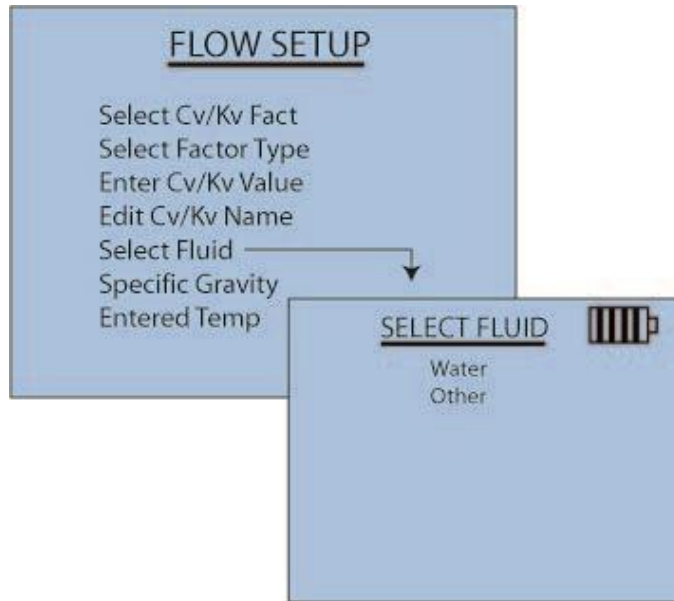 FLOW SETUP
Select Cv/Kv Fact
Select Factor Type
Enter Cv/Kv Value
Edit Cv/Kv Name
Select Fluid
Specific Gravity
Entered Temp
SELECT FLUID
Water
Other